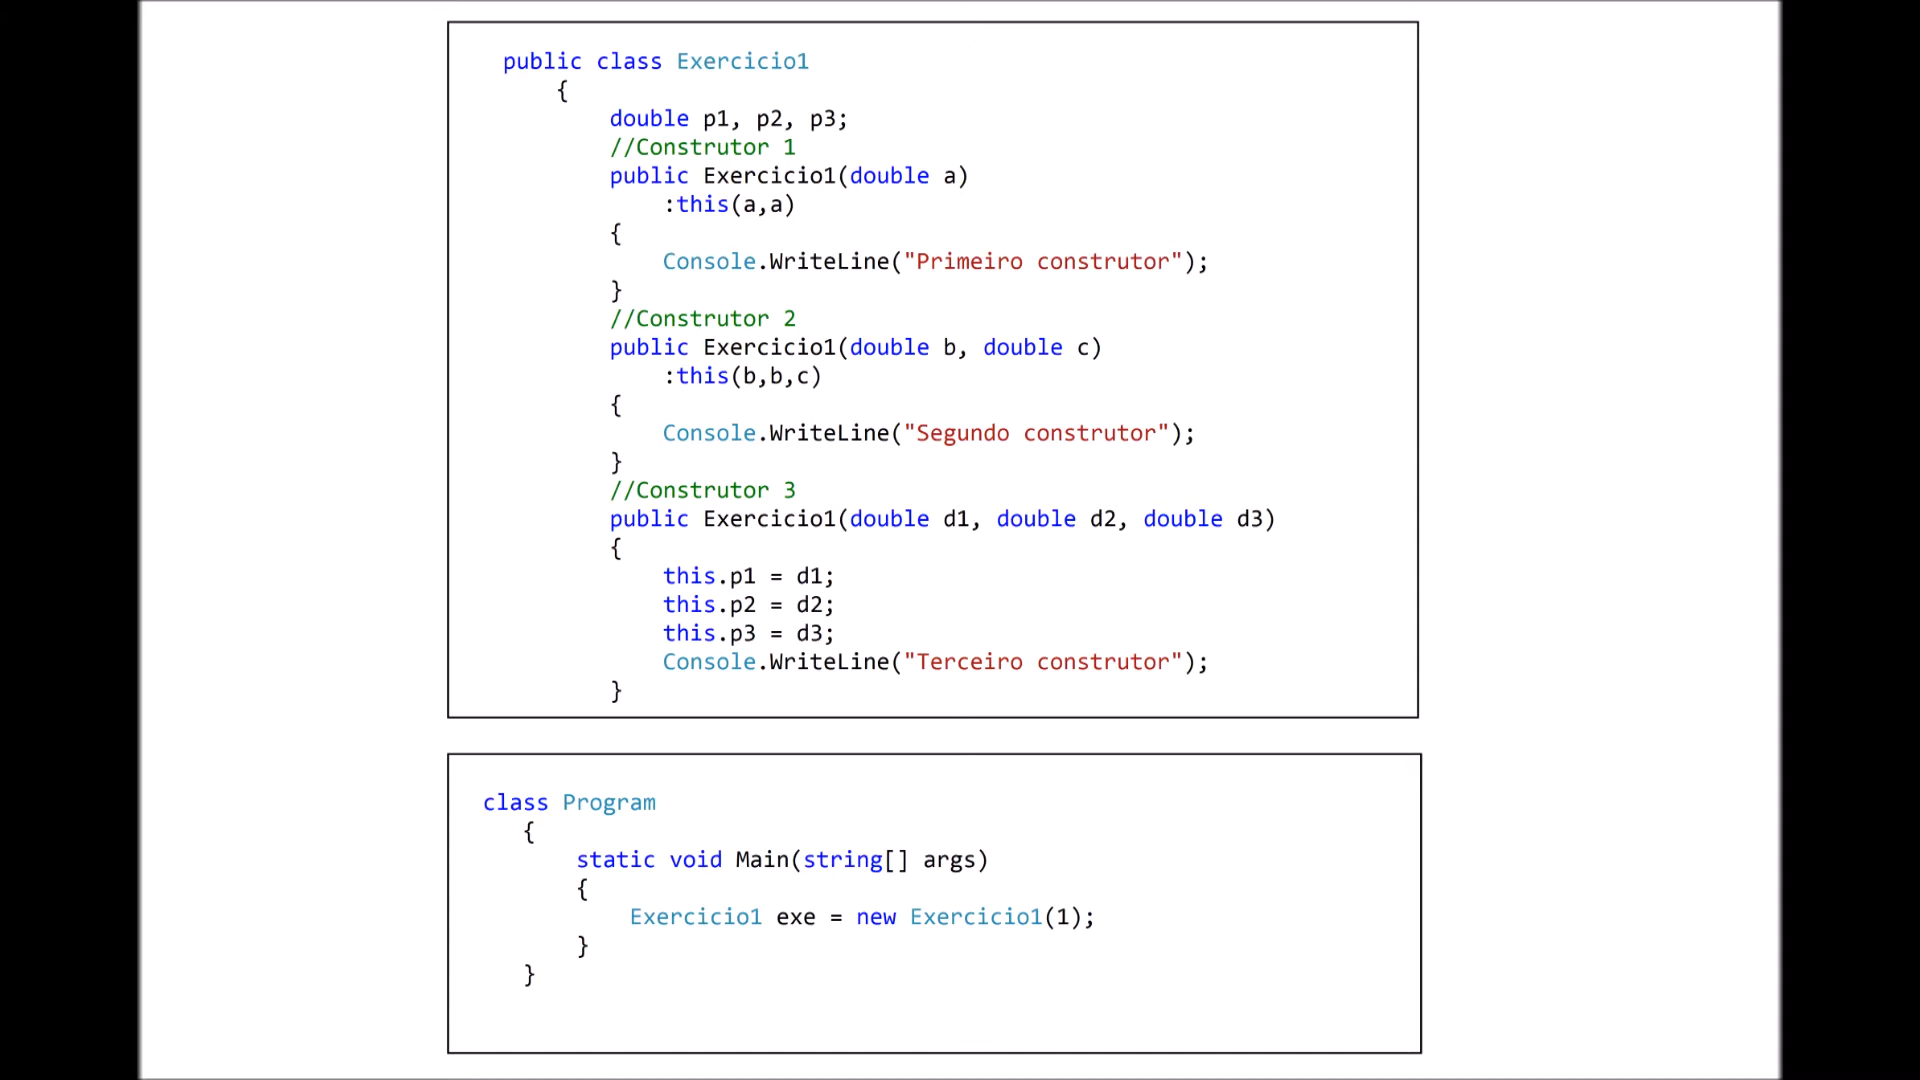 public class Exercicio1
{
double p1, p2, p3;
//Construtor 1
public Exercicio1(double a)
:this(a,a)
{
Console.WriteLine("Primeiro construtor");
}
//Construtor 2
public Exercicio1(double b, double c)
:this(b,b,c)
{
Console.WriteLine("Segundo construtor");
}
//Construtor 3
public Exercicio1(double d1, double d2, double d3)
{
this.p1 = d1;
this.p2 = d2;
this.p3 = d3;
Console.WriteLine("Terceiro construtor");
}
class Program
{
static void Main(string[] args)
{
Exercicio1 exe = new Exercicio1(1);
}
}